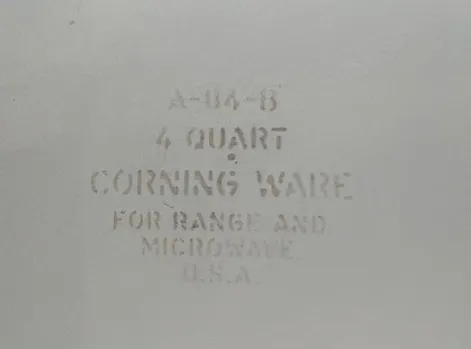 A-84-B
4 QUART
CORNING WARE
FOR RANGE AND
MICROWAVE
U.S.A.